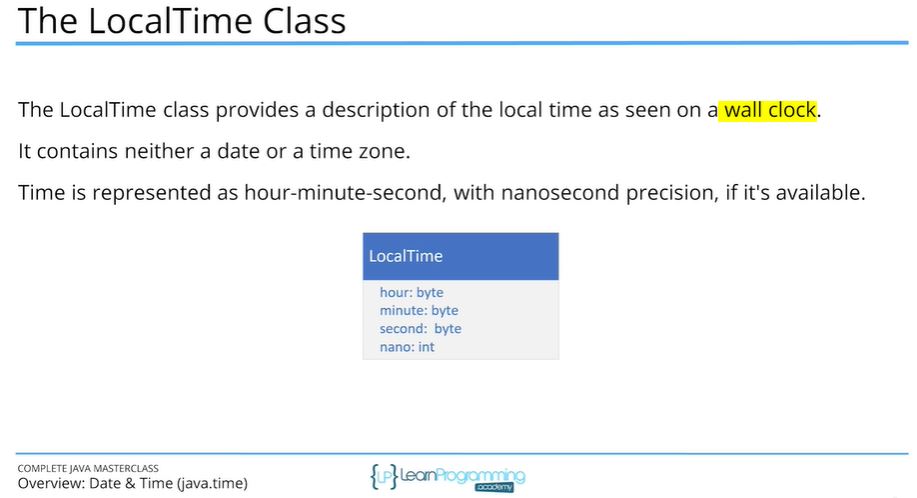 The LocalTime Class
The LocalTime class provides a description of the local time as seen on a wall clock.
It contains neither a date or a time zone.
Time is represented as hour-minute-second, with nanosecond precision, if it's available.
LocalTime
hour: byte
minute: byte
second: byte
nano: int
COMPLETE JAVA MASTERCLASS
Overview: Date & Time (java.time)
{LP} LearnProgramming
academy